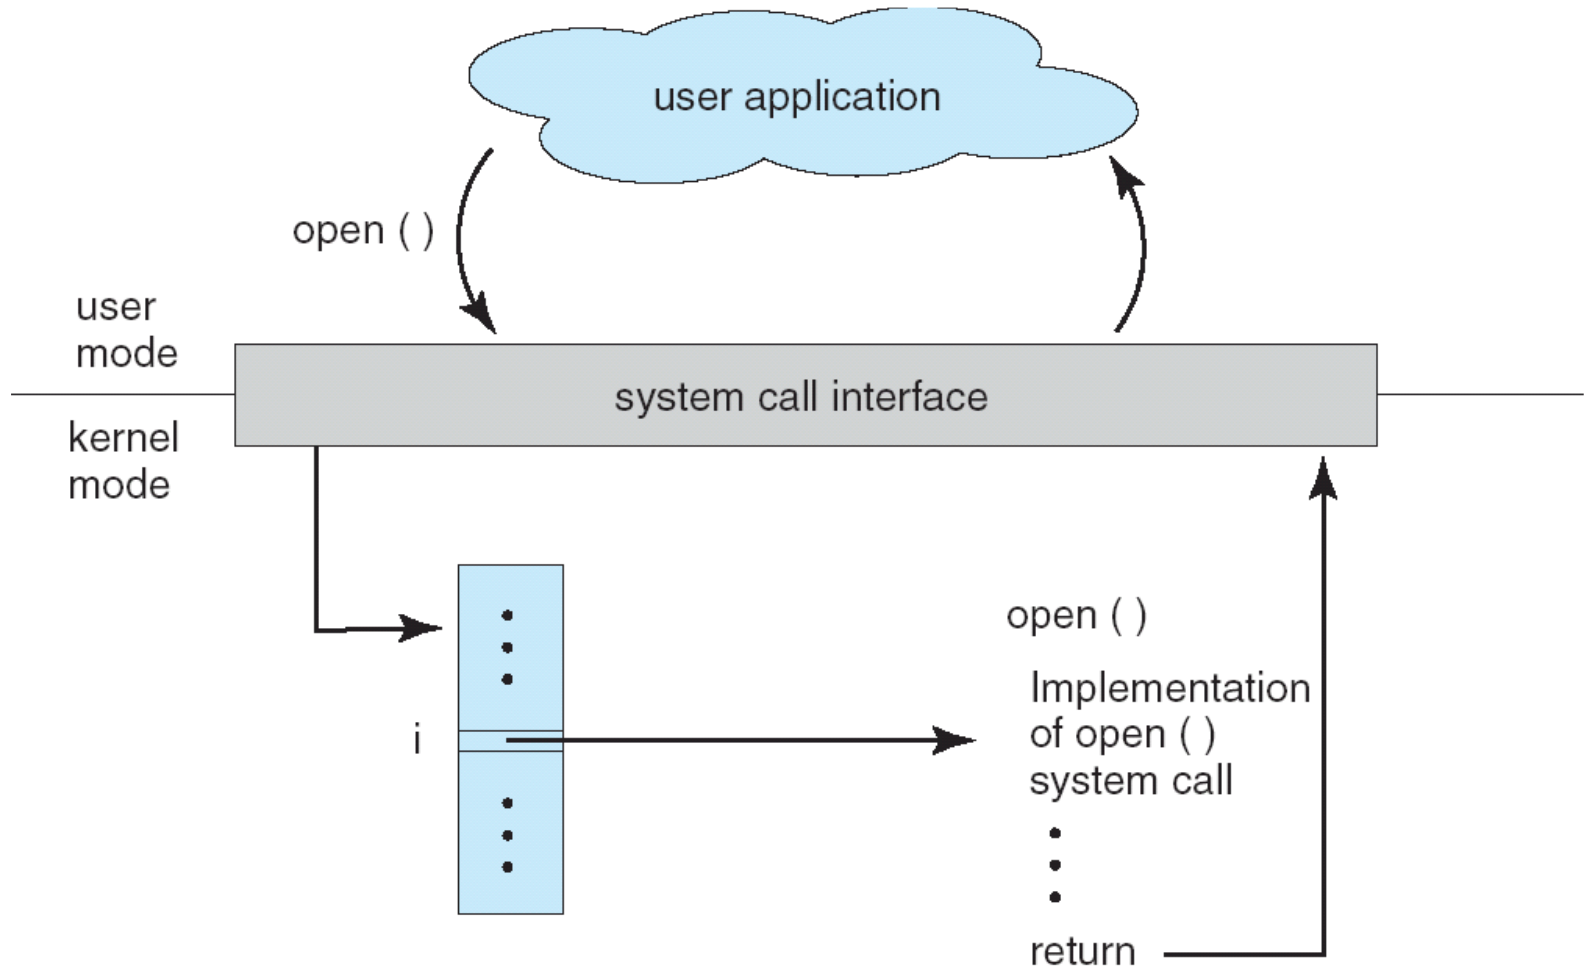 user application
open ( )
user
mode
system call interface
kernel
mode
open ( )
Implementation
i
of open ( )
system call
return